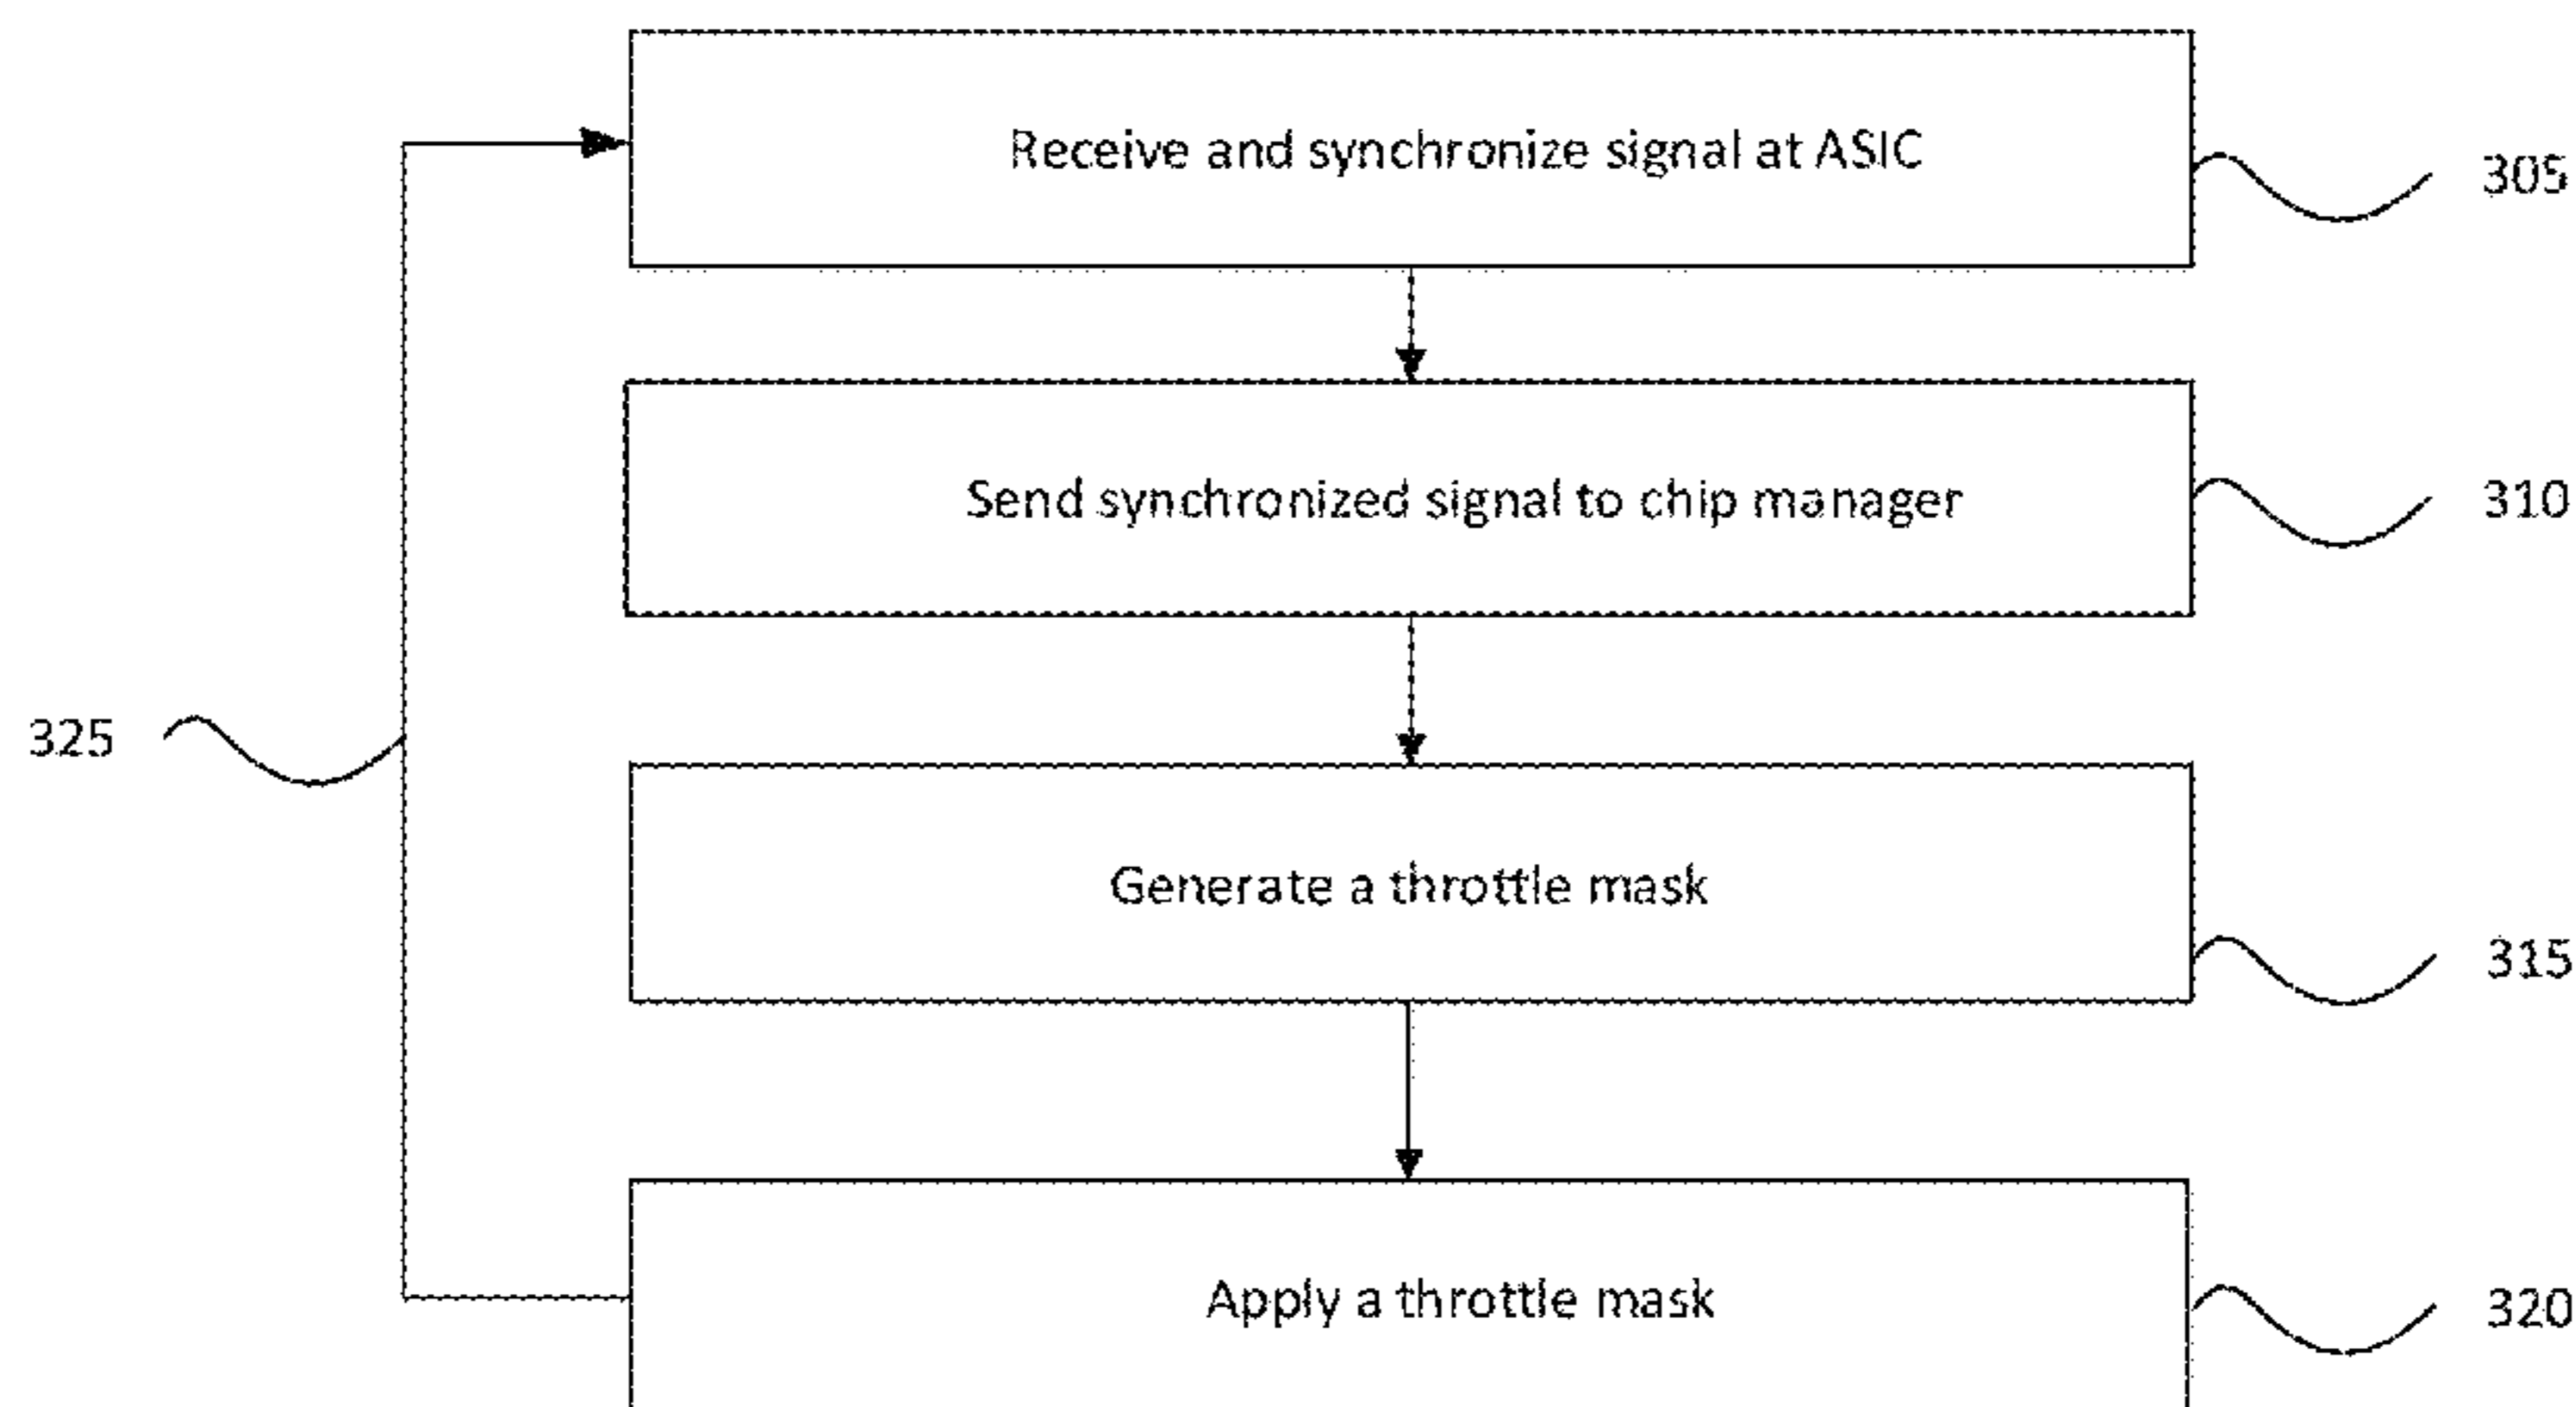 Receive and synchronize signal at ASIC
305
Send synchronized signal to chip manager
310
325
Generate a throttle mask
315
Apply a throttle mask
320